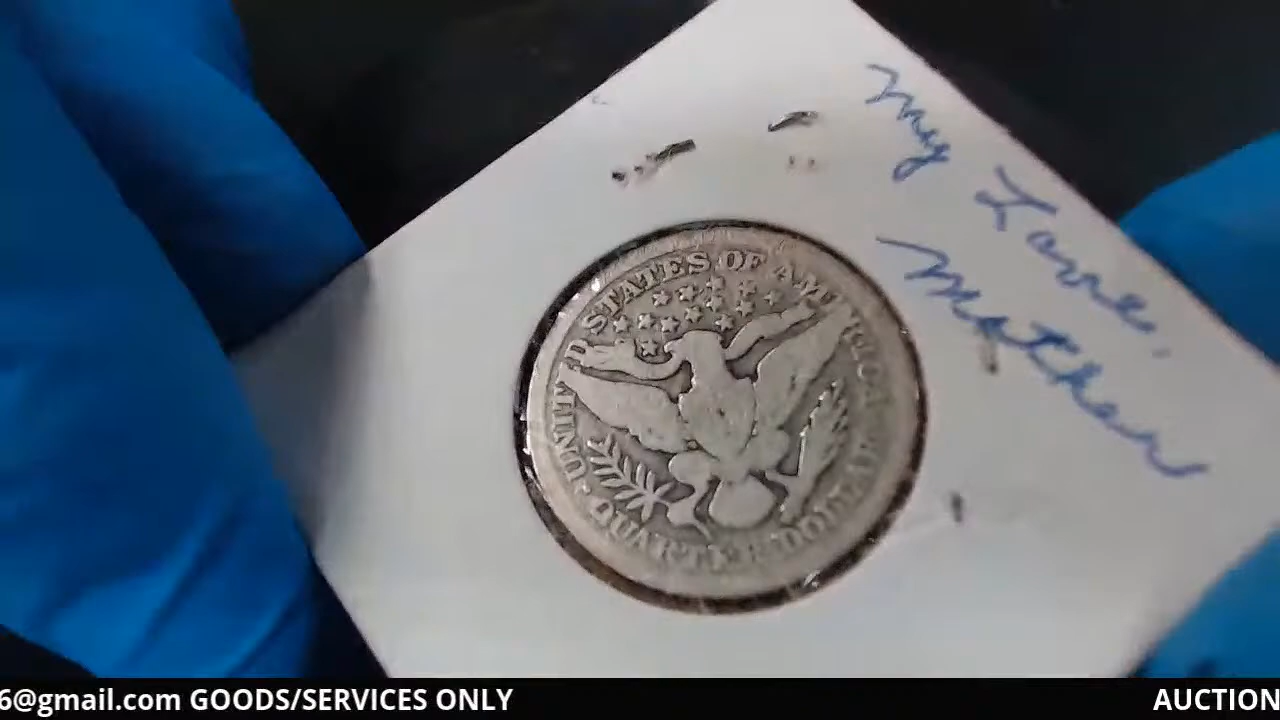 My Love,
Mother
UNITED STATES OF AMERICA
QUARTER DOLLAR
6@gmail.com GOODS/SERVICES ONLY
AUCTION